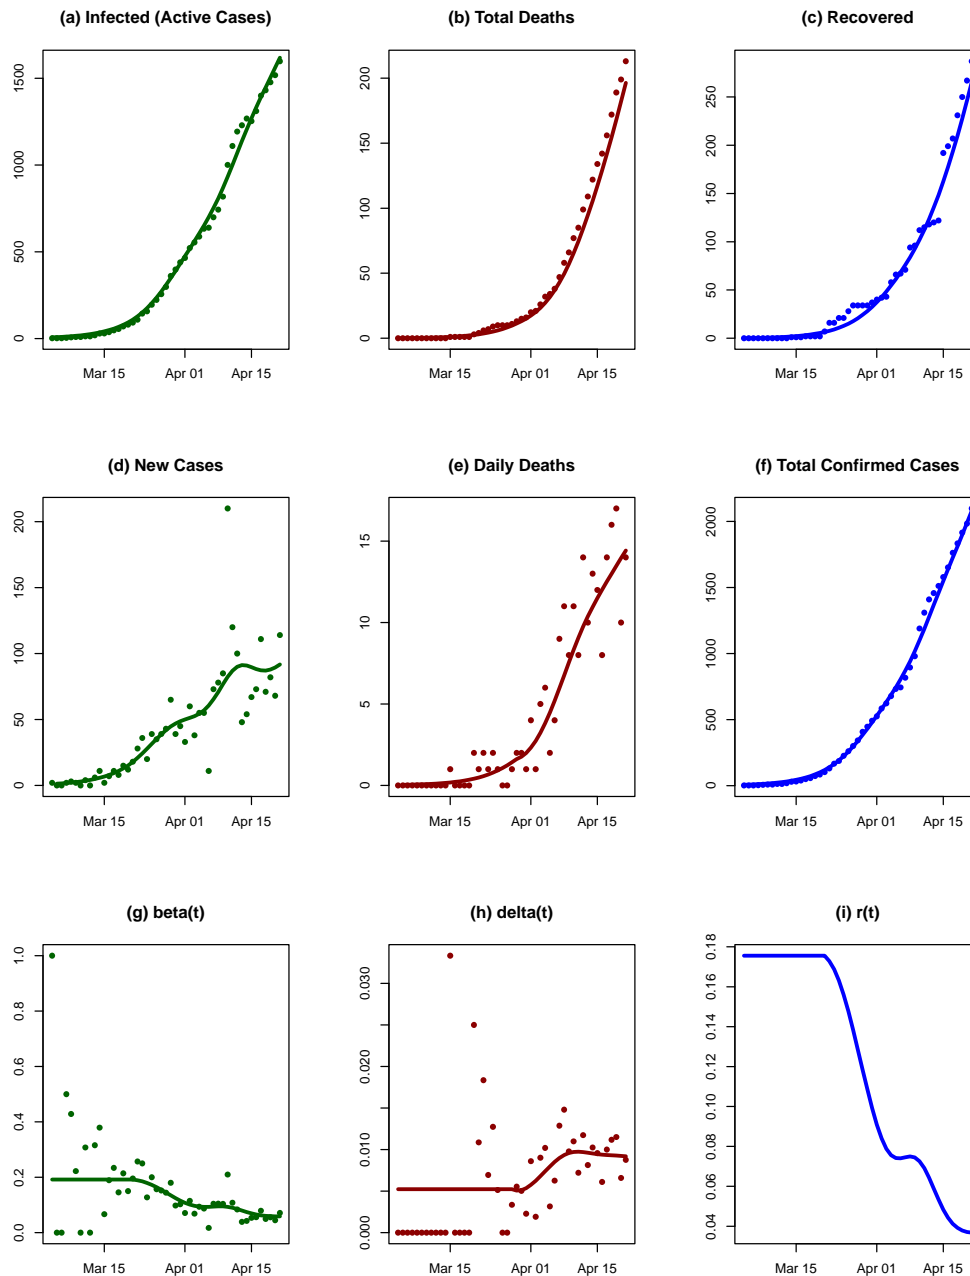 (a) Infected (Active Cases)
(b) Total Deaths
(c) Recovered
0
500
1000
1500
Mar 15
Apr 01
Apr 15
0
50
100
150
200
Mar 15
Apr 01
Apr 15
0
50
100
150
200
250
Mar 15
Apr 01
Apr 15
(d) New Cases
(e) Daily Deaths
(f) Total Confirmed Cases
0
50
100
150
200
Mar 15
Apr 01
Apr 15
0
5
10
15
Mar 15
Apr 01
Apr 15
0
500
1000
1500
2000
Mar 15
Apr 01
Apr 15
(g) beta(t)
(h) delta(t)
(i) r(t)
0.0
0.2
0.4
0.6
0.8
1.0
Mar 15
Apr 01
Apr 15
0.000
0.010
0.020
0.030
Mar 15
Apr 01
Apr 15
0.04
0.06
0.08
0.10
0.12
0.14
0.16
0.18
Mar 15
Apr 01
Apr 15